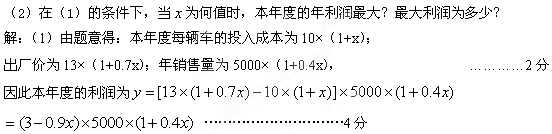 （2）在（1）的条件下，当x为何值时，本年度的年利润最大？最大利润为多少？
解：（1）由题意得：本年度每辆车的投入成本为10×（1+x）；
出厂价为13×（1+0.7x）；年销售量为5000×（1+0.4x）， …………2分
因此本年度的利润为y=[13×(1+0.7x)−10×(1+x)]×5000×(1+0.4x)
=(3−0.9x)×5000×(1+0.4x) …………………………4分